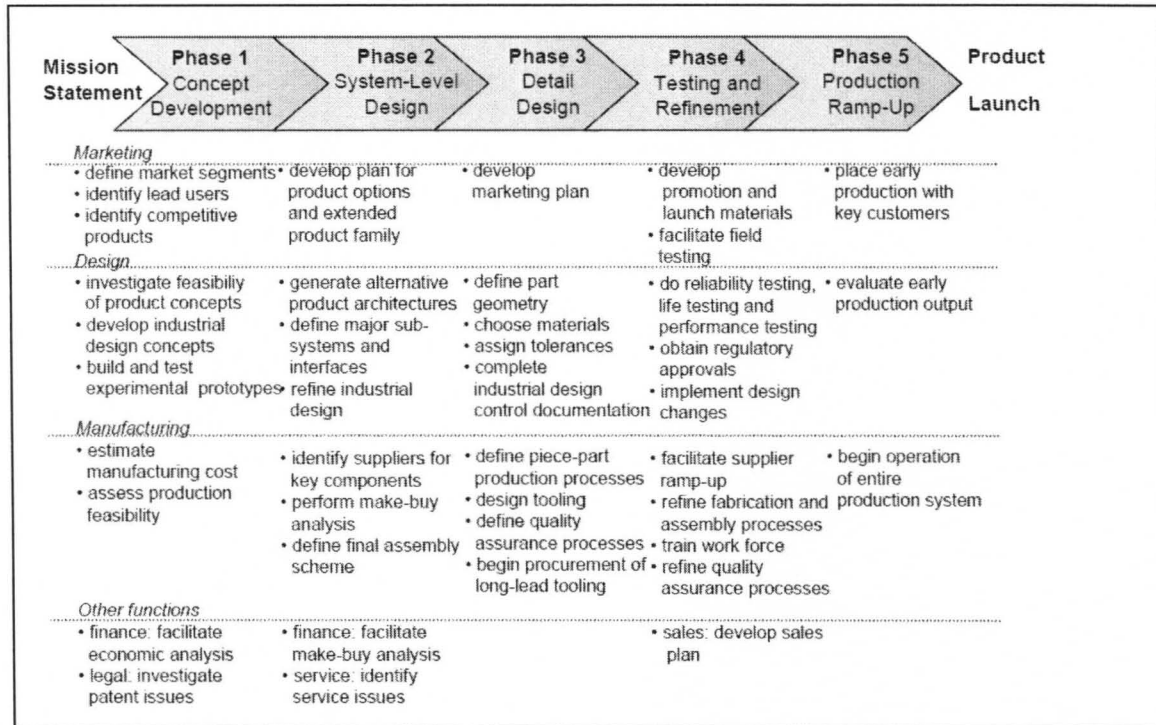 Mission
Statement
Phase 1
Concept
Development
Phase 2
System-Level
Design
Phase 3
Detail
Design
Phase 4
Testing and
Refinement
Phase 5
Production
Ramp-Up
Product
Launch
Marketing
• define market segments
• identify lead users
• identify competitive
products
• develop plan for
product options
and extended
product family
• develop
marketing plan
• develop
promotion and
launch materials
• facilitate field
testing
• place early
production with
key customers
Design
• investigate feasibility
of product concepts
• develop industrial
design concepts
• build and test
experimental prototypes
• generate alternative
product architectures
• define major sub-
systems and
interfaces
• refine industrial
design
• define part
geometry
• choose materials
• assign tolerances
• complete
industrial design
control documentation
• do reliability testing,
life testing and
performance testing
• obtain regulatory
approvals
• implement design
changes
• evaluate early
production output
Manufacturing
• estimate
manufacturing cost
• assess production
feasibility
• identify suppliers for
key components
• perform make-buy
analysis
• define final assembly
scheme
• define piece-part
production processes
• design tooling
• define quality
assurance processes
• begin procurement of
long-lead tooling
• facilitate supplier
ramp-up
• refine fabrication and
assembly processes
• train work force
• refine quality
assurance processes
• begin operation
of entire
production system
Other functions
• finance: facilitate
economic analysis
• legal: investigate
patent issues
• finance: facilitate
make-buy analysis
• service: identify
service issues
• sales: develop sales
plan